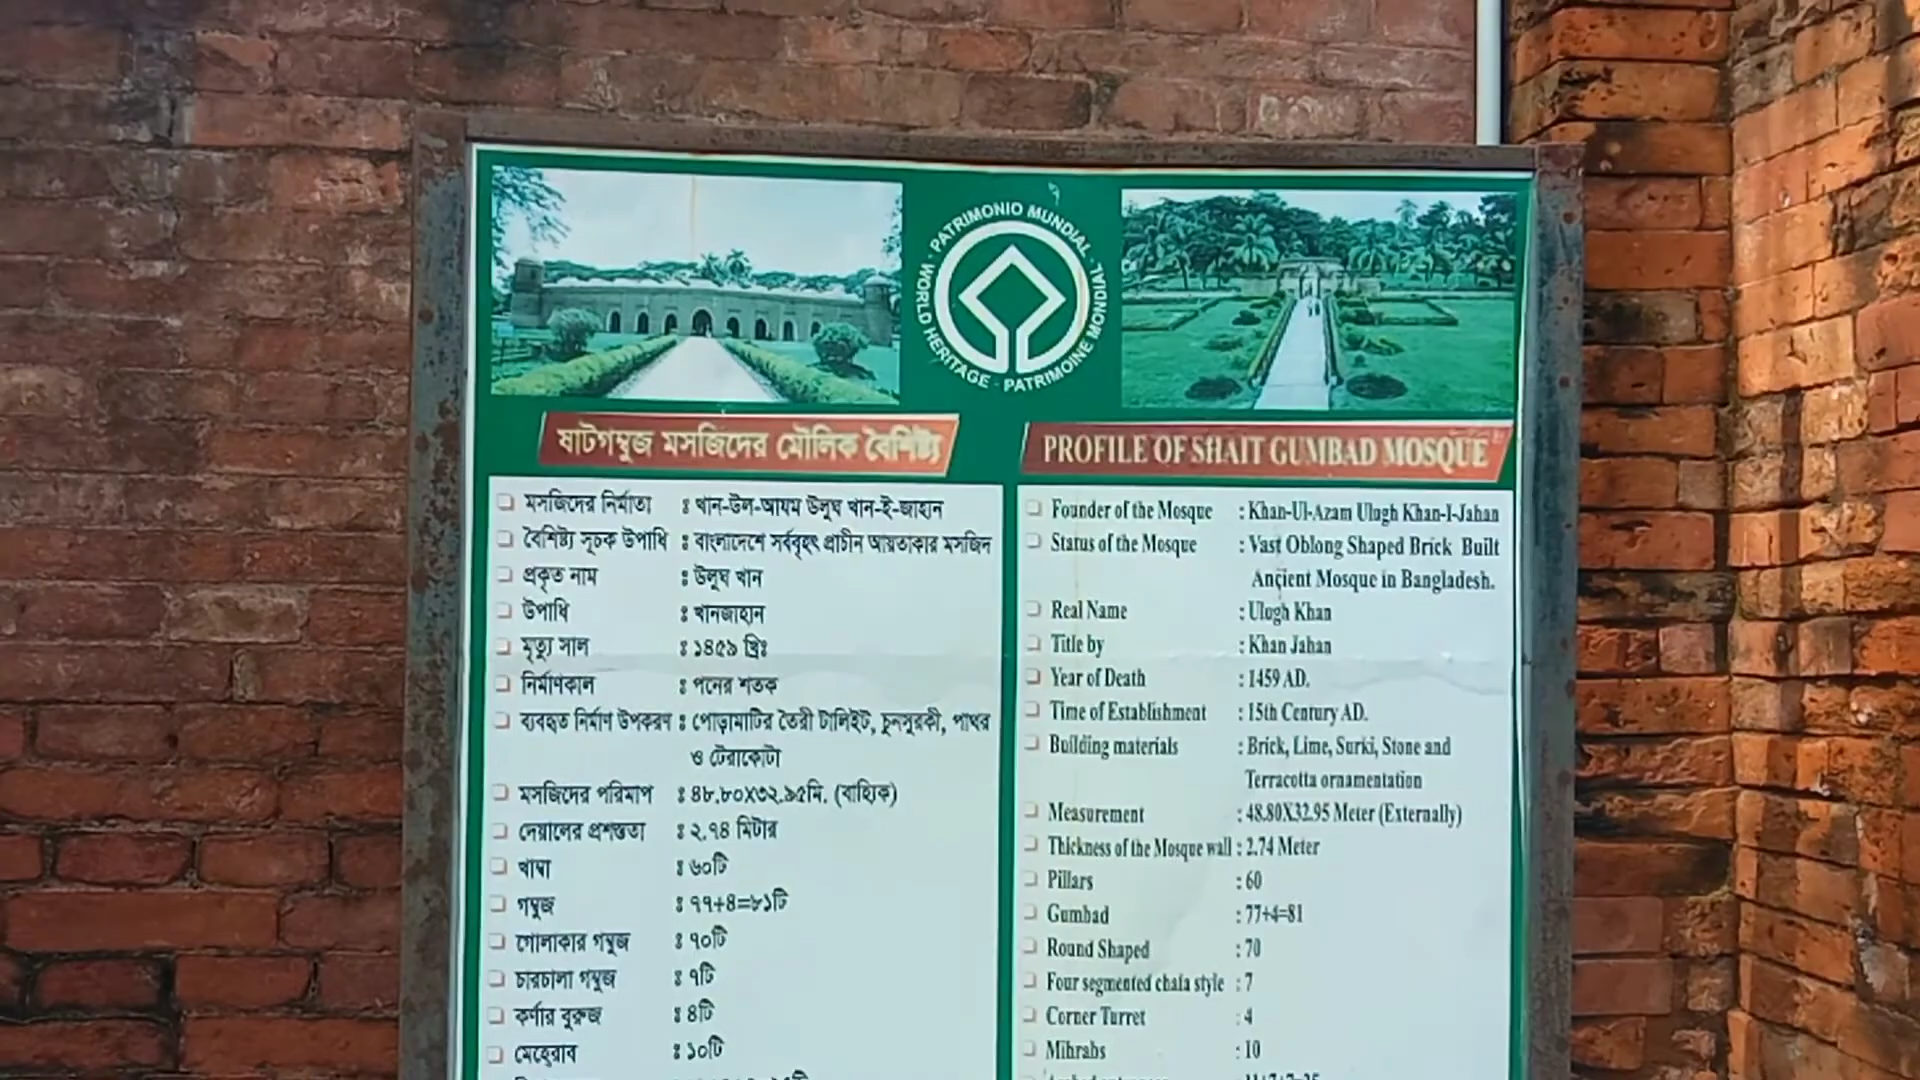 PATRIMONIO MUNDIAL · WORLD HERITAGE · PATRIMOINE MONDIAL ·
ষাটগম্বুজ মসজিদের মৌলিক বৈশিষ্ট্য
মসজিদের নির্মাতা : খান-উল-আযম উলুঘ খান-ই-জাহান
বৈশিষ্ট্য সূচক উপাধি : বাংলাদেশে সর্ববৃহৎ প্রাচীন আয়তাকার মসজিদ
প্রকৃত নাম : উলুঘ খান
উপাধি : খানজাহান
মৃত্যু সাল : ১৪৫৯ খ্রিঃ
নির্মাণকাল : পনের শতক
ব্যবহৃত নির্মাণ উপকরণ : পোড়ামাটির তৈরী টালিইট, চুনসুরকী, পাথর
ও টেরাকোটা
মসজিদের পরিমাপ : ৪৮.৮০X৩২.৯৫মি. (বাহ্যিক)
দেয়ালের প্রশস্ততা : ২.৭৪ মিটার
খাম্বা : ৬০টি
গম্বুজ : ৭৭+৪=৮১টি
গোলাকার গম্বুজ : ৭০টি
চারচালা গম্বুজ : ৭টি
কর্ণার বুরুজ : ৪টি
মেহেরাব : ১০টি
PROFILE OF SHAIT GUMBAD MOSQUE
Founder of the Mosque : Khan-Ul-Azam Ulugh Khan-I-Jahan
Status of the Mosque : Vast Oblong Shaped Brick Built
Ancient Mosque in Bangladesh.
Real Name : Ulugh Khan
Title by : Khan Jahan
Year of Death : 1459 AD.
Time of Establishment : 15th Century AD.
Building materials : Brick, Lime, Surki, Stone and
Terracotta ornamentation
Measurement : 48.80X32.95 Meter (Externally)
Thickness of the Mosque wall : 2.74 Meter
Pillars : 60
Gumbad : 77+4=81
Round Shaped : 70
Four segmented chala style : 7
Corner Turret : 4
Mihrabs : 10